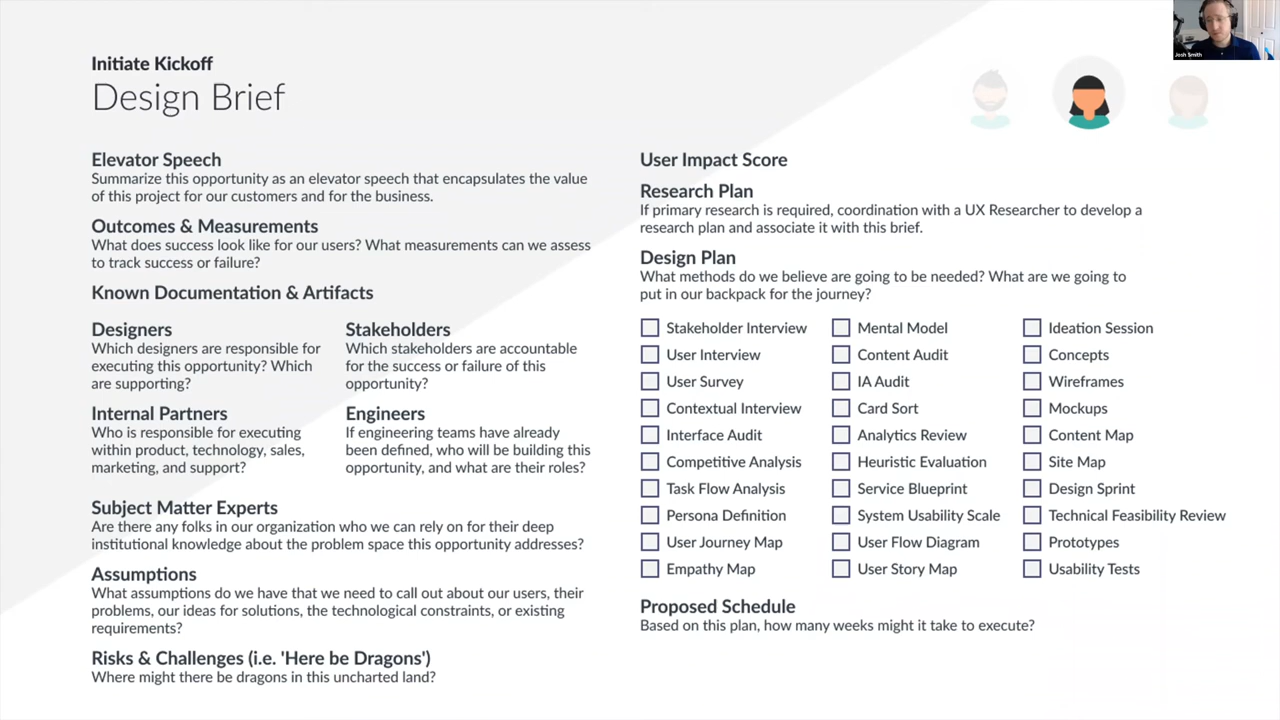 Initiate Kickoff
Design Brief
Josh Smith
Elevator Speech
Summarize this opportunity as an elevator speech that encapsulates the value
of this project for our customers and for the business.
Outcomes & Measurements
What does success look like for our users? What measurements can we assess
to track success or failure?
Known Documentation & Artifacts
Designers
Which designers are responsible for
executing this opportunity? Which
are supporting?
Stakeholders
Which stakeholders are accountable
for the success or failure of this
opportunity?
Internal Partners
Who is responsible for executing
within product, technology, sales,
marketing, and support?
Engineers
If engineering teams have already
been defined, who will be building this
opportunity, and what are their roles?
Subject Matter Experts
Are there any folks in our organization who we can rely on for their deep
institutional knowledge about the problem space this opportunity addresses?
Assumptions
What assumptions do we have that we need to call out about our users, their
problems, our ideas for solutions, the technological constraints, or existing
requirements?
Risks & Challenges (i.e. 'Here be Dragons')
Where might there be dragons in this uncharted land?
User Impact Score
Research Plan
If primary research is required, coordination with a UX Researcher to develop a
research plan and associate it with this brief.
Design Plan
What methods do we believe are going to be needed? What are we going to
put in our backpack for the journey?
Stakeholder Interview
User Interview
User Survey
Contextual Interview
Interface Audit
Competitive Analysis
Task Flow Analysis
Persona Definition
User Journey Map
Empathy Map
Mental Model
Content Audit
IA Audit
Card Sort
Analytics Review
Heuristic Evaluation
Service Blueprint
System Usability Scale
User Flow Diagram
User Story Map
Ideation Session
Concepts
Wireframes
Mockups
Content Map
Site Map
Design Sprint
Technical Feasibility Review
Prototypes
Usability Tests
Proposed Schedule
Based on this plan, how many weeks might it take to execute?